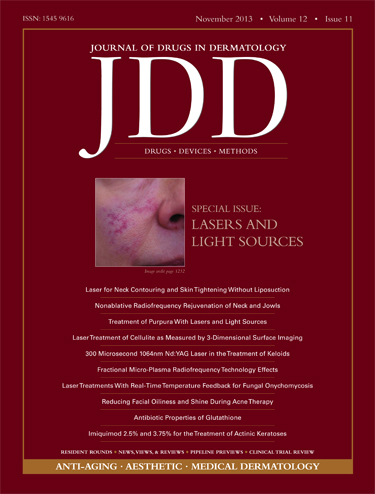 ISSN: 1545 9616
November 2013 • Volume 12 • Issue 11
JOURNAL OF DRUGS IN DERMATOLOGY
JDD
DRUGS • DEVICES • METHODS
SPECIAL ISSUE:
LASERS AND
LIGHT SOURCES
Image with page 1232
Laser for Neck Contouring and Skin Tightening Without Liposuction
Nonablative Radiofrequency Rejuvenation of Neck and Jowls
Treatment of Purpura With Lasers and Light Sources
Laser Treatment of Cellulite as Measured by 3-Dimensional Surface Imaging
300 Microsecond 1064nm Nd:YAG Laser in the Treatment of Keloids
Fractional Micro-Plasma Radiofrequency Technology Effects
Laser Treatments With Real-Time Temperature Feedback for Fungal Onychomycosis
Reducing Facial Oiliness and Shine During Acne Therapy
Antibiotic Properties of Glutathione
Imiquimod 2.5% and 3.75% for the Treatment of Actinic Keratoses
RESIDENT ROUNDS • NEWS, VIEWS, & REVIEWS • PIPELINE PREVIEWS • CLINICAL TRIAL REVIEW
ANTI-AGING • AESTHETIC • MEDICAL DERMATOLOGY